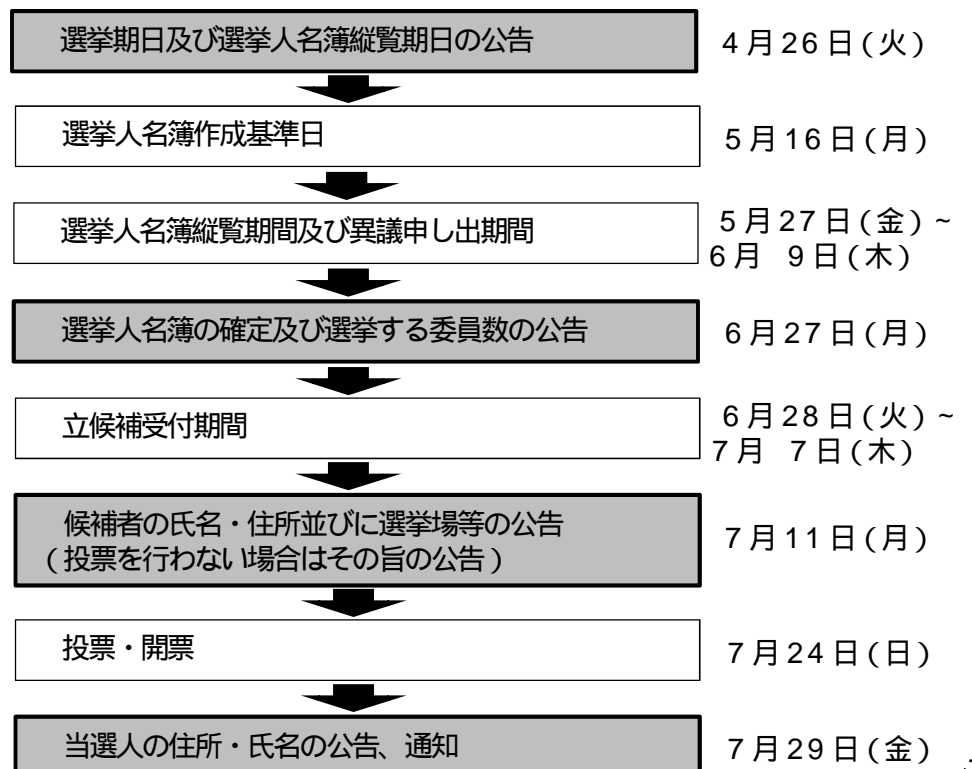 選挙期日及び選挙人名簿縦覧期日の公告
4月26日(火)
選挙人名簿作成基準日
5月16日(月)
選挙人名簿縦覧期間及び異議申し出期間
5月27日(金)~
6月 9日(木)
選挙人名簿の確定及び選挙する委員数の公告
6月27日(月)
立候補受付期間
6月28日(火)~
7月 7日(木)
候補者の氏名・住所並びに選挙場等の公告
(投票を行わない場合はその旨の公告)
7月11日(月)
投票・開票
7月24日(日)
当選人の住所・氏名の公告、通知
7月29日(金)